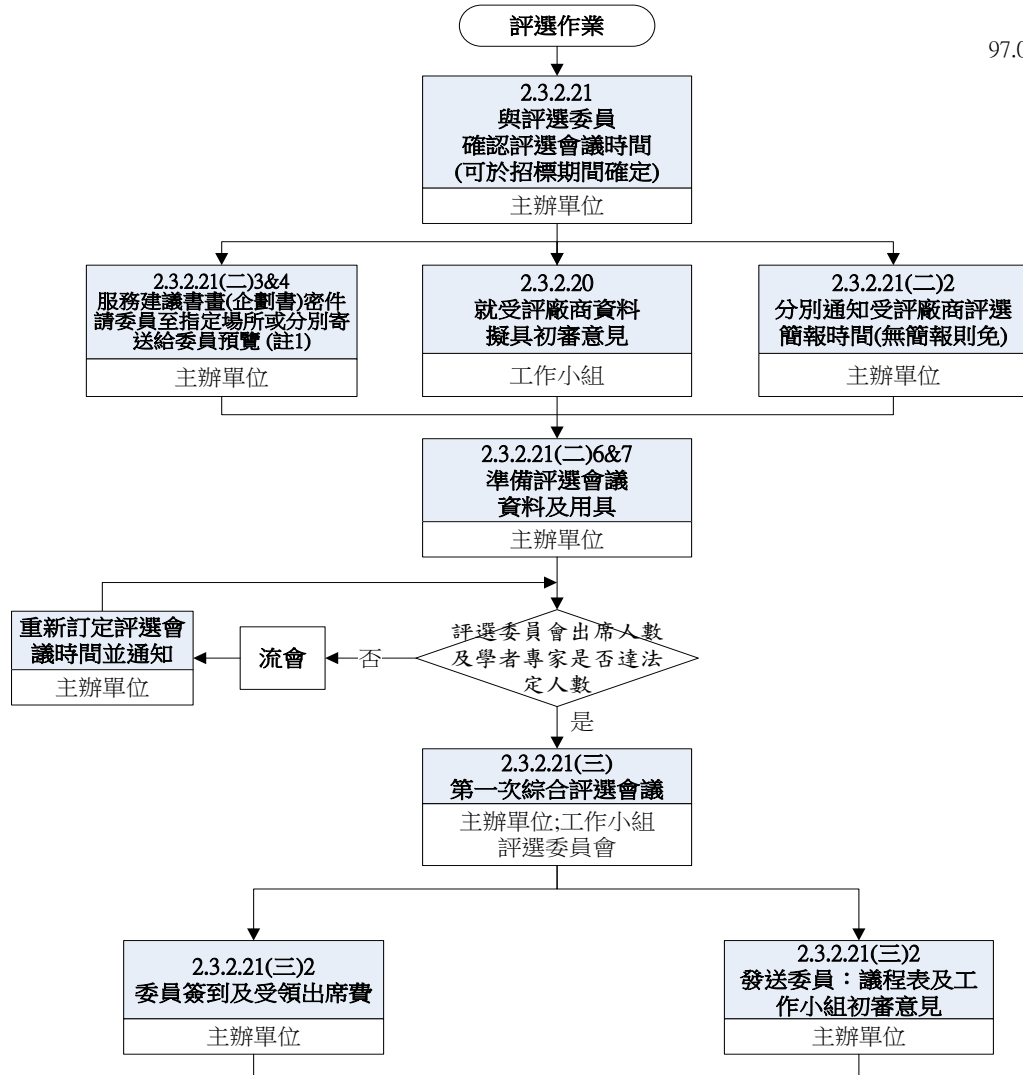 評選作業
97.0
2.3.2.21
與評選委員
確認評選會議時間
(可於招標期間確定)
主辦單位
2.3.2.21(二)3&4
服務建議書畫(企劃書)密件
請委員至指定場所或分別寄
送給委員預覽 (註1)
主辦單位
2.3.2.20
就受評廠商資料
擬具初審意見
工作小組
2.3.2.21(二)2
分別通知受評廠商評選
簡報時間(無簡報則免)
主辦單位
2.3.2.21(二)6&7
準備評選會議
資料及用具
主辦單位
重新訂定評選會
議時間並通知
主辦單位
流會
否
評選委員會出席人數
及學者專家是否達法
定人數
是
2.3.2.21(三)
第一次綜合評選會議
主辦單位;工作小組
評選委員會
2.3.2.21(三)2
委員簽到及受領出席費
主辦單位
2.3.2.21(三)2
發送委員：議程表及工
作小組初審意見
主辦單位